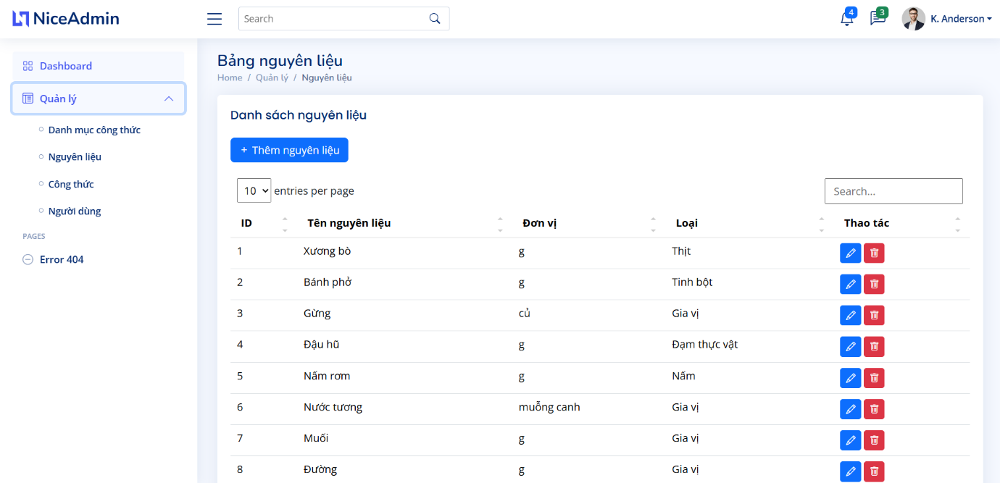 NiceAdmin
Search
4
3
K. Anderson
Dashboard
Quản lý
Danh mục công thức
Nguyên liệu
Công thức
Người dùng
PAGES
Error 404
Bảng nguyên liệu
Home / Quản lý / Nguyên liệu
Danh sách nguyên liệu
+ Thêm nguyên liệu
10 entries per page
Search...
ID Tên nguyên liệu Đơn vị Loại Thao tác
1 Xương bò g Thịt
2 Bánh phở g Tinh bột
3 Gừng củ Gia vị
4 Đậu hũ g Đạm thực vật
5 Nấm rơm g Nấm
6 Nước tương muỗng canh Gia vị
7 Muối g Gia vị
8 Đường g Gia vị